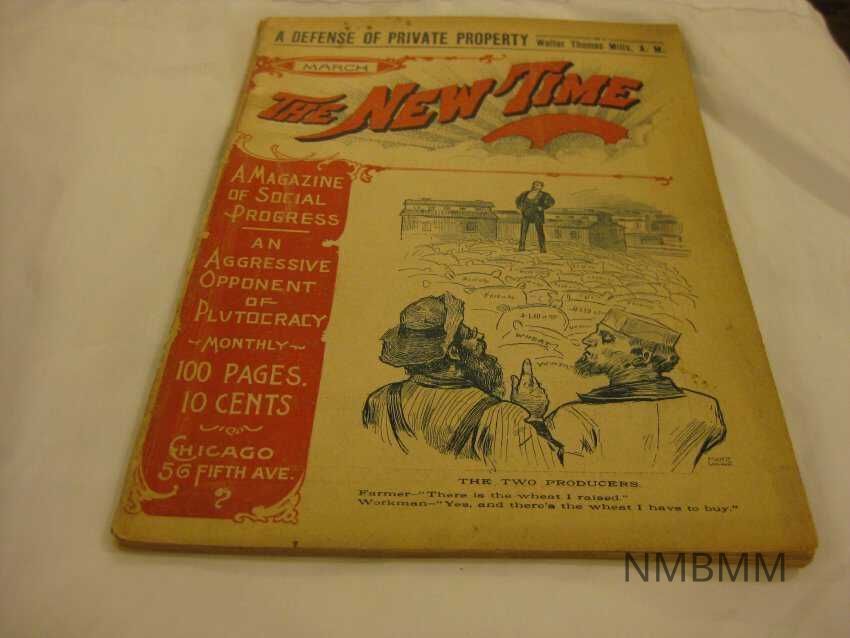 A DEFENSE OF PRIVATE PROPERTY Walter Thomas Mills, A. M.
MARCH
THE NEW TIME
A MAGAZINE
OF SOCIAL
PROGRESS
AN
AGGRESSIVE
OPPONENT
OF
PLUTOCRACY
MONTHLY
100 PAGES.
10 CENTS
CHICAGO
56 FIFTH AVE.
WHEAT
THE TWO PRODUCERS.
Farmer—"There is the wheat I raised."
Workman—"Yes, and there's the wheat I have to buy."
NMBMM